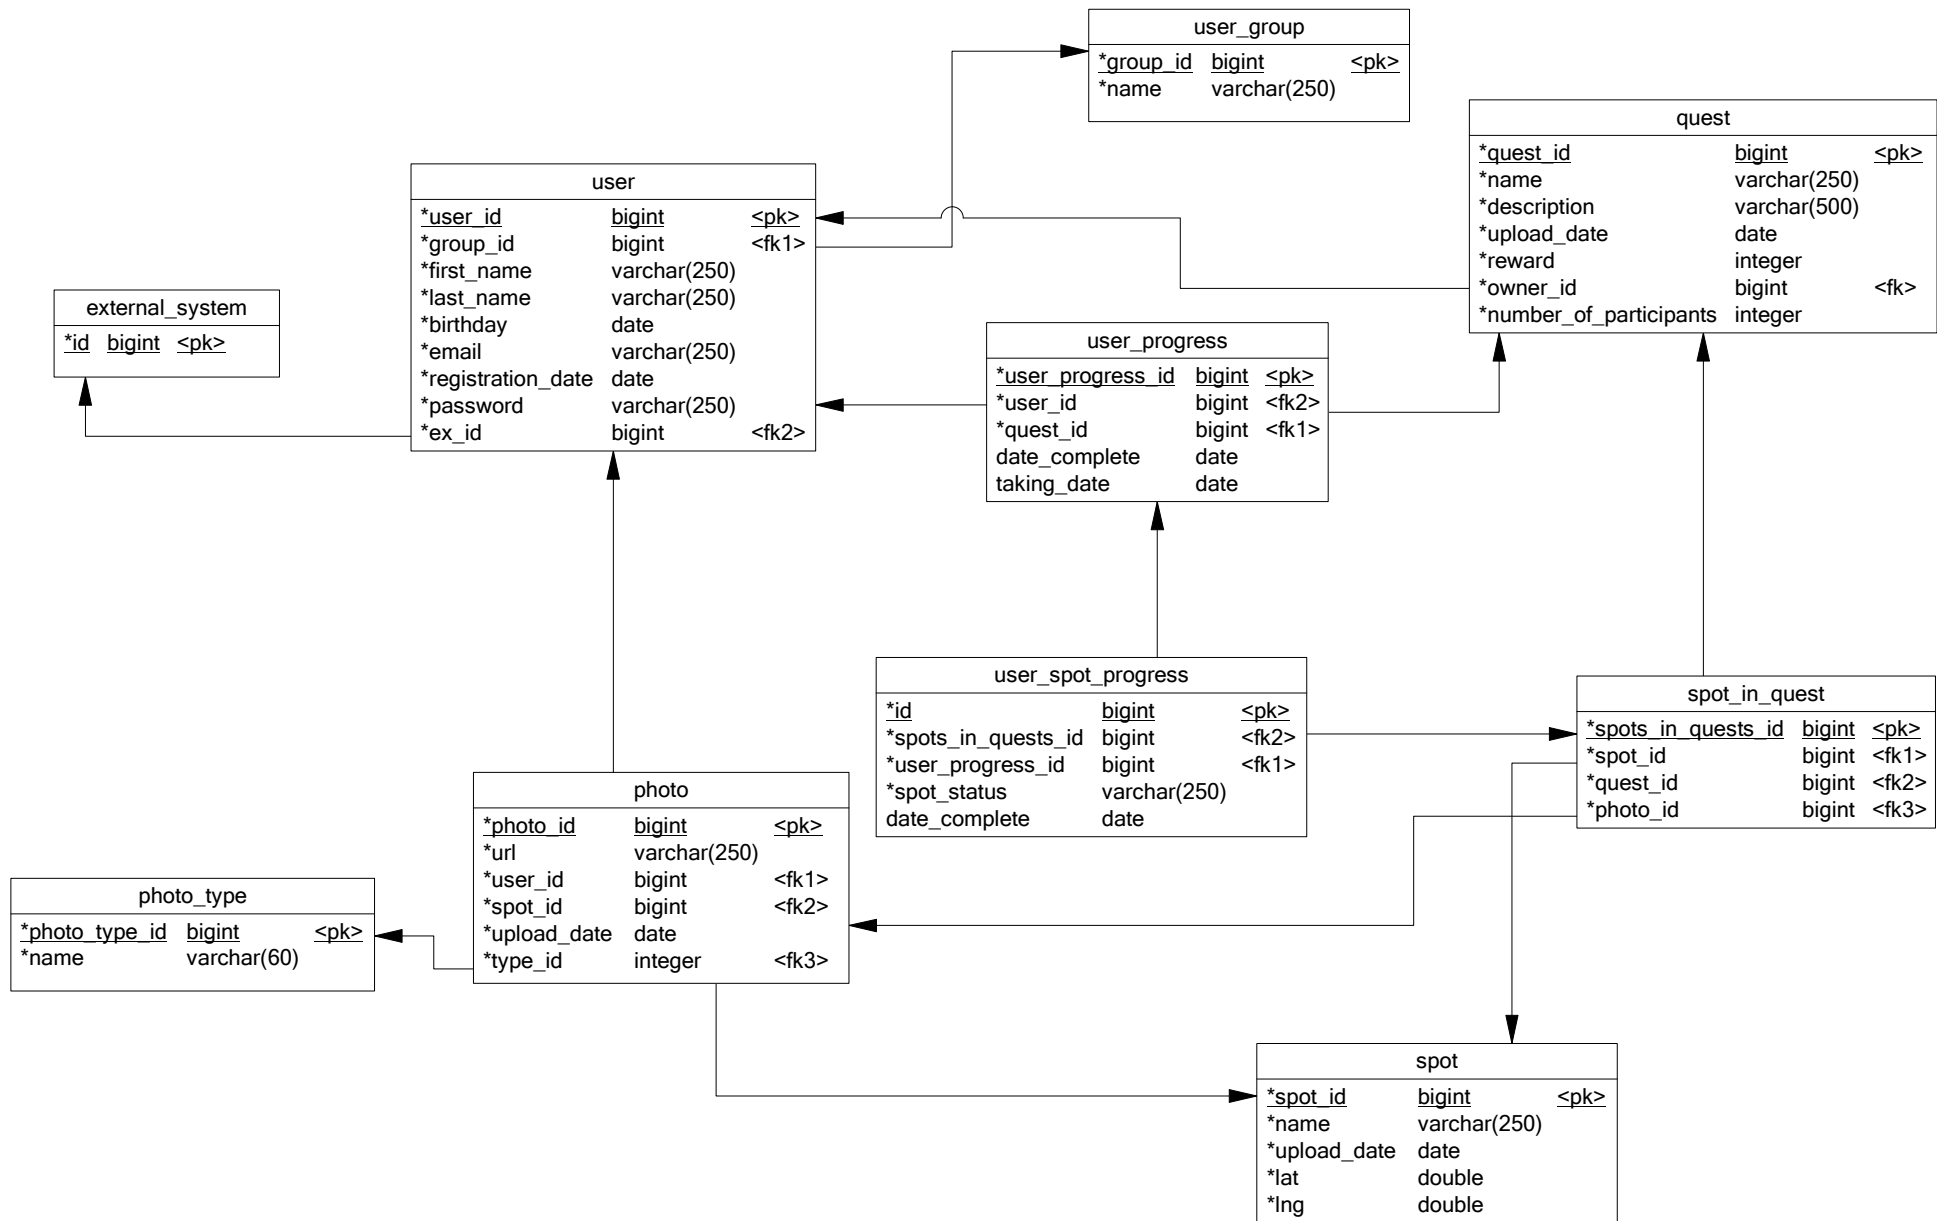 user_group
*group_id bigint <pk>
*name varchar(250)
quest
*quest_id bigint <pk>
*name varchar(250)
*description varchar(500)
*upload_date date
*reward integer
*owner_id bigint <fk>
*number_of_participants integer
user
*user_id bigint <pk>
*group_id bigint <fk1>
*first_name varchar(250)
*last_name varchar(250)
*birthday date
*email varchar(250)
*registration_date date
*password varchar(250)
*ex_id bigint <fk2>
external_system
*id bigint <pk>
user_progress
*user_progress_id bigint <pk>
*user_id bigint <fk2>
*quest_id bigint <fk1>
date_complete date
taking_date date
user_spot_progress
*id bigint <pk>
*spots_in_quests_id bigint <fk2>
*user_progress_id bigint <fk1>
*spot_status varchar(250)
date_complete date
spot_in_quest
*spots_in_quests_id bigint <pk>
*spot_id bigint <fk1>
*quest_id bigint <fk2>
*photo_id bigint <fk3>
photo
*photo_id bigint <pk>
*url varchar(250)
*user_id bigint <fk1>
*spot_id bigint <fk2>
*upload_date date
*type_id integer <fk3>
photo_type
*photo_type_id bigint <pk>
*name varchar(60)
spot
*spot_id bigint <pk>
*name varchar(250)
*upload_date date
*lat double
*lng double